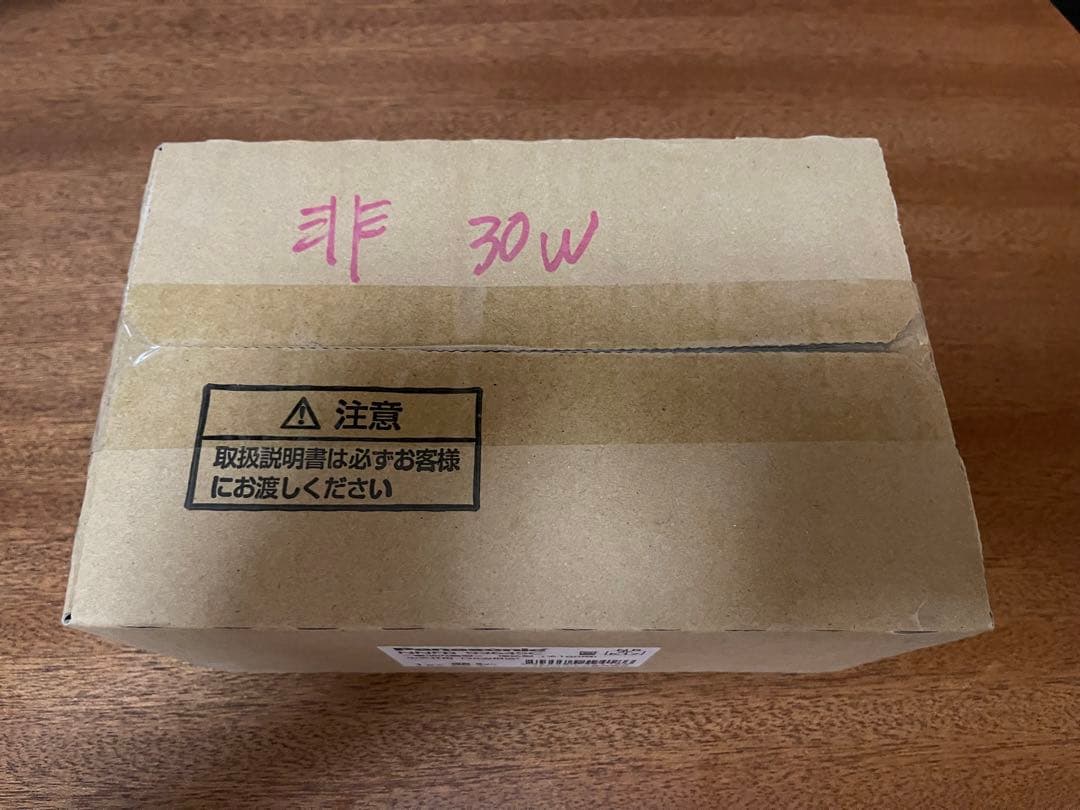 非 30W
⚠ 注意
取扱説明書は必ずお客様
にお渡しください
Panasonic